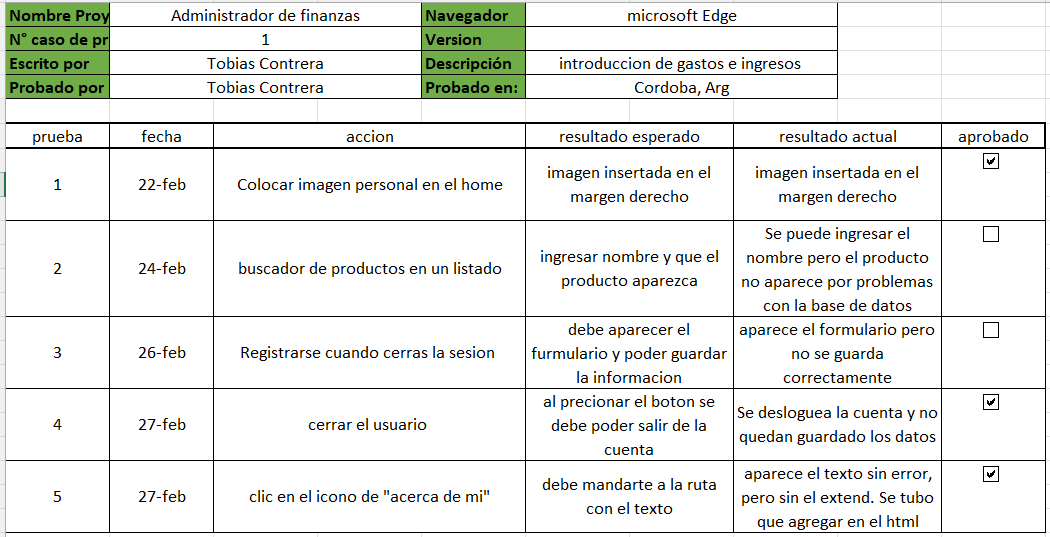 Nombre Proy Administrador de finanzas Navegador microsoft Edge
N° caso de pr 1 Version
Escrito por Tobias Contrera Descripción introduccion de gastos e ingresos
Probado por Tobias Contrera Probado en: Cordoba, Arg
prueba fecha accion resultado esperado resultado actual aprobado
1 22-feb Colocar imagen personal en el home
imagen insertada en el
margen derecho
imagen insertada en el
margen derecho
2 24-feb buscador de productos en un listado
ingresar nombre y que el
producto aparezca
Se puede ingresar el
nombre pero el producto
no aparece por problemas
con la base de datos
3 26-feb Registrarse cuando cerras la sesion
debe aparecer el
furmulario y poder guardar
la informacion
aparece el formulario pero
no se guarda
correctamente
4 27-feb cerrar el usuario
al precionar el boton se
debe poder salir de la
cuenta
Se desloguea la cuenta y no
quedan guardado los datos
5 27-feb clic en el icono de "acerca de mi"
debe mandarte a la ruta
con el texto
aparece el texto sin error,
pero sin el extend. Se tubo
que agregar en el html